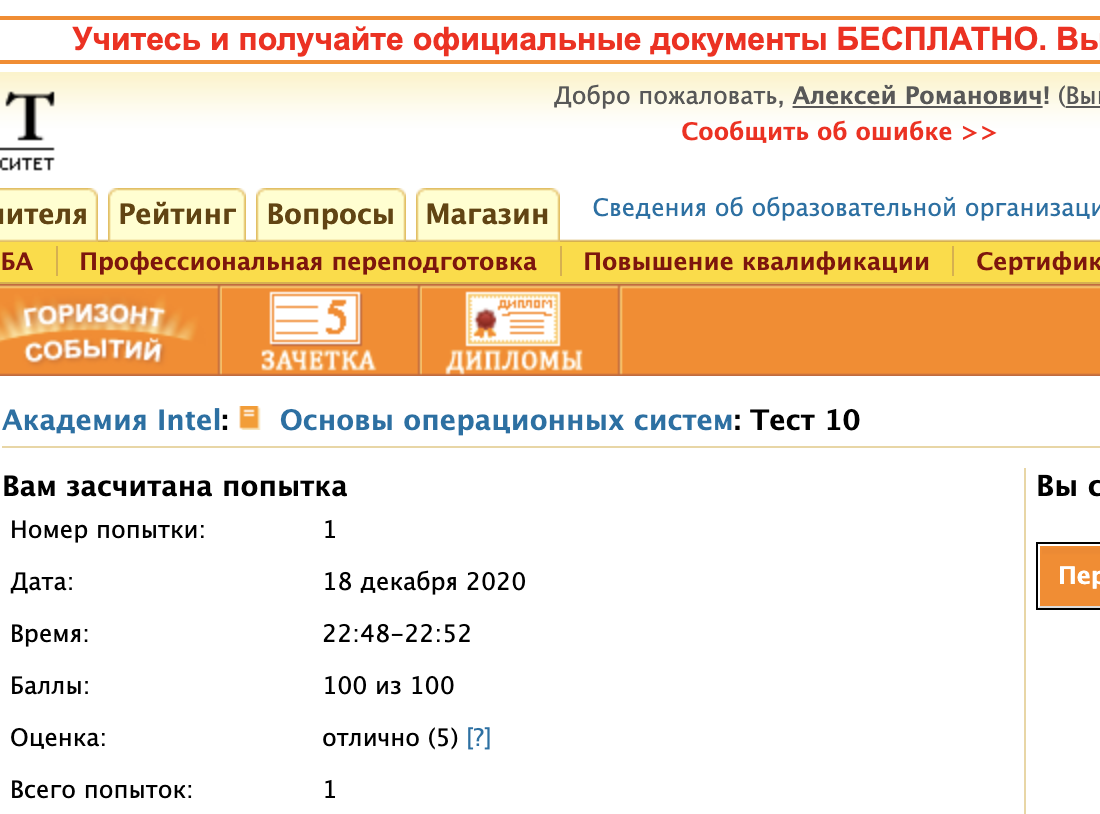 Учитесь и получайте официальные документы БЕСПЛАТНО. Вы
Т
СИТЕТ
Добро пожаловать, Алексей Романович! (Вы
Сообщить об ошибке >>
ителя Рейтинг Вопросы Магазин Сведения об образовательной организаци
БА Профессиональная переподготовка Повышение квалификации Сертифик
ГОРИЗОНТ
СОБЫТИЙ
5
ЗАЧЕТКА
ДИПЛОМ
ДИПЛОМЫ
Академия Intel: Основы операционных систем: Тест 10
Вам засчитана попытка
Номер попытки: 1
Дата: 18 декабря 2020
Время: 22:48-22:52
Баллы: 100 из 100
Оценка: отлично (5) [?]
Всего попыток: 1
Вы с
Пер